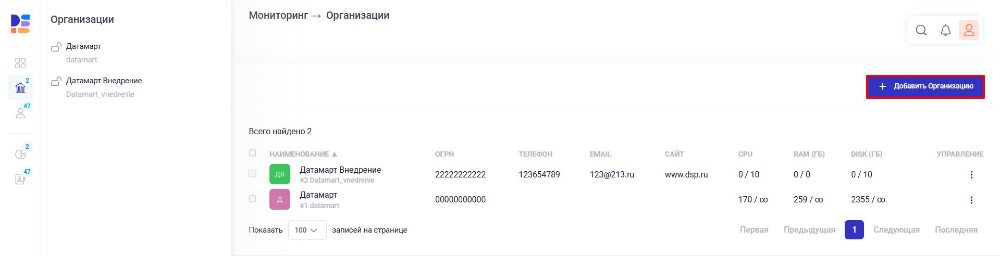 Организации
Датамарт
datamart
Датамарт Внедрение
Datamart_vnedrenie
2
47
2
47
Мониторинг → Организации
+ Добавить Организацию
Всего найдено 2
НАИМЕНОВАНИЕ ▲ ОГРН ТЕЛЕФОН EMAIL САЙТ CPU RAM (ГБ) DISK (ГБ) УПРАВЛЕНИЕ
ДВ Датамарт Внедрение 22222222222 123654789 123@213.ru www.dsp.ru 0 / 10 0 / 0 0 / 10
#2 Datamart_vnedrenie
Д Датамарт 00000000000 170 / ∞ 259 / ∞ 2355 / ∞
#1 datamart
Показать 100 записей на странице Первая Предыдущая 1 Следующая Последняя